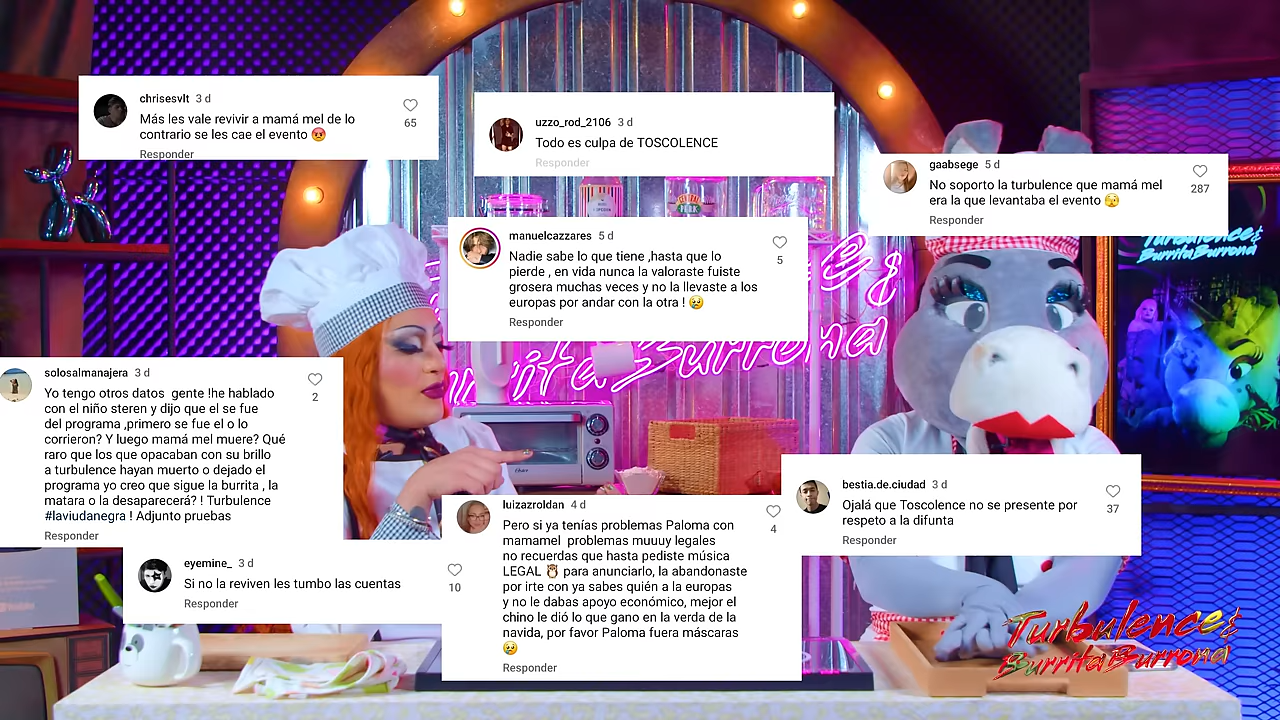 chrisesvlt 3 d
Más les vale revivir a mamá mel de lo
contrario se les cae el evento 😡
65
Responder
uzzo_rod_2106 3 d
Todo es culpa de TOSCOLENCE
Responder
gaabsege 5 d
No soporto la turbulence que mamá mel
era la que levantaba el evento 🫣
287
Responder
manuelcazzares 5 d
Nadie sabe lo que tiene ,hasta que lo
pierde , en vida nunca la valoraste fuiste
grosera muchas veces y no la llevaste a los
europas por andar con la otra ! 🥹
5
Responder
solosalmanajera 3 d
Yo tengo otros datos gente !he hablado
con el niño steren y dijo que el se fue
del programa ,primero se fue el o lo
corrieron? Y luego mamá mel muere? Qué
raro que los que opacaban con su brillo
a turbulence hayan muerto o dejado el
programa yo creo que sigue la burrita , la
matara o la desaparecerá? ! Turbulence
#laviudanegra ! Adjunto pruebas
2
Responder
eyemine_ 3 d
Si no la reviven les tumbo las cuentas
10
Responder
luizazroldan 4 d
Pero si ya tenías problemas Paloma con
mamamel problemas muuuy legales
no recuerdas que hasta pediste música
LEGAL 🦉 para anunciarlo, la abandonaste
por irte con ya sabes quién a la europas
y no le dabas apoyo económico, mejor el
chino le dió lo que gano en la verda de la
navida, por favor Paloma fuera máscaras
🥹
4
Responder
bestia.de.ciudad 3 d
Ojalá que Toscolence no se presente por
respeto a la difunta
37
Responder
Turbulence &
BurritaBurrona
Burrita Burrona
Turbulence &
BurritaBurrona
CENTRAL
PERK
Oster